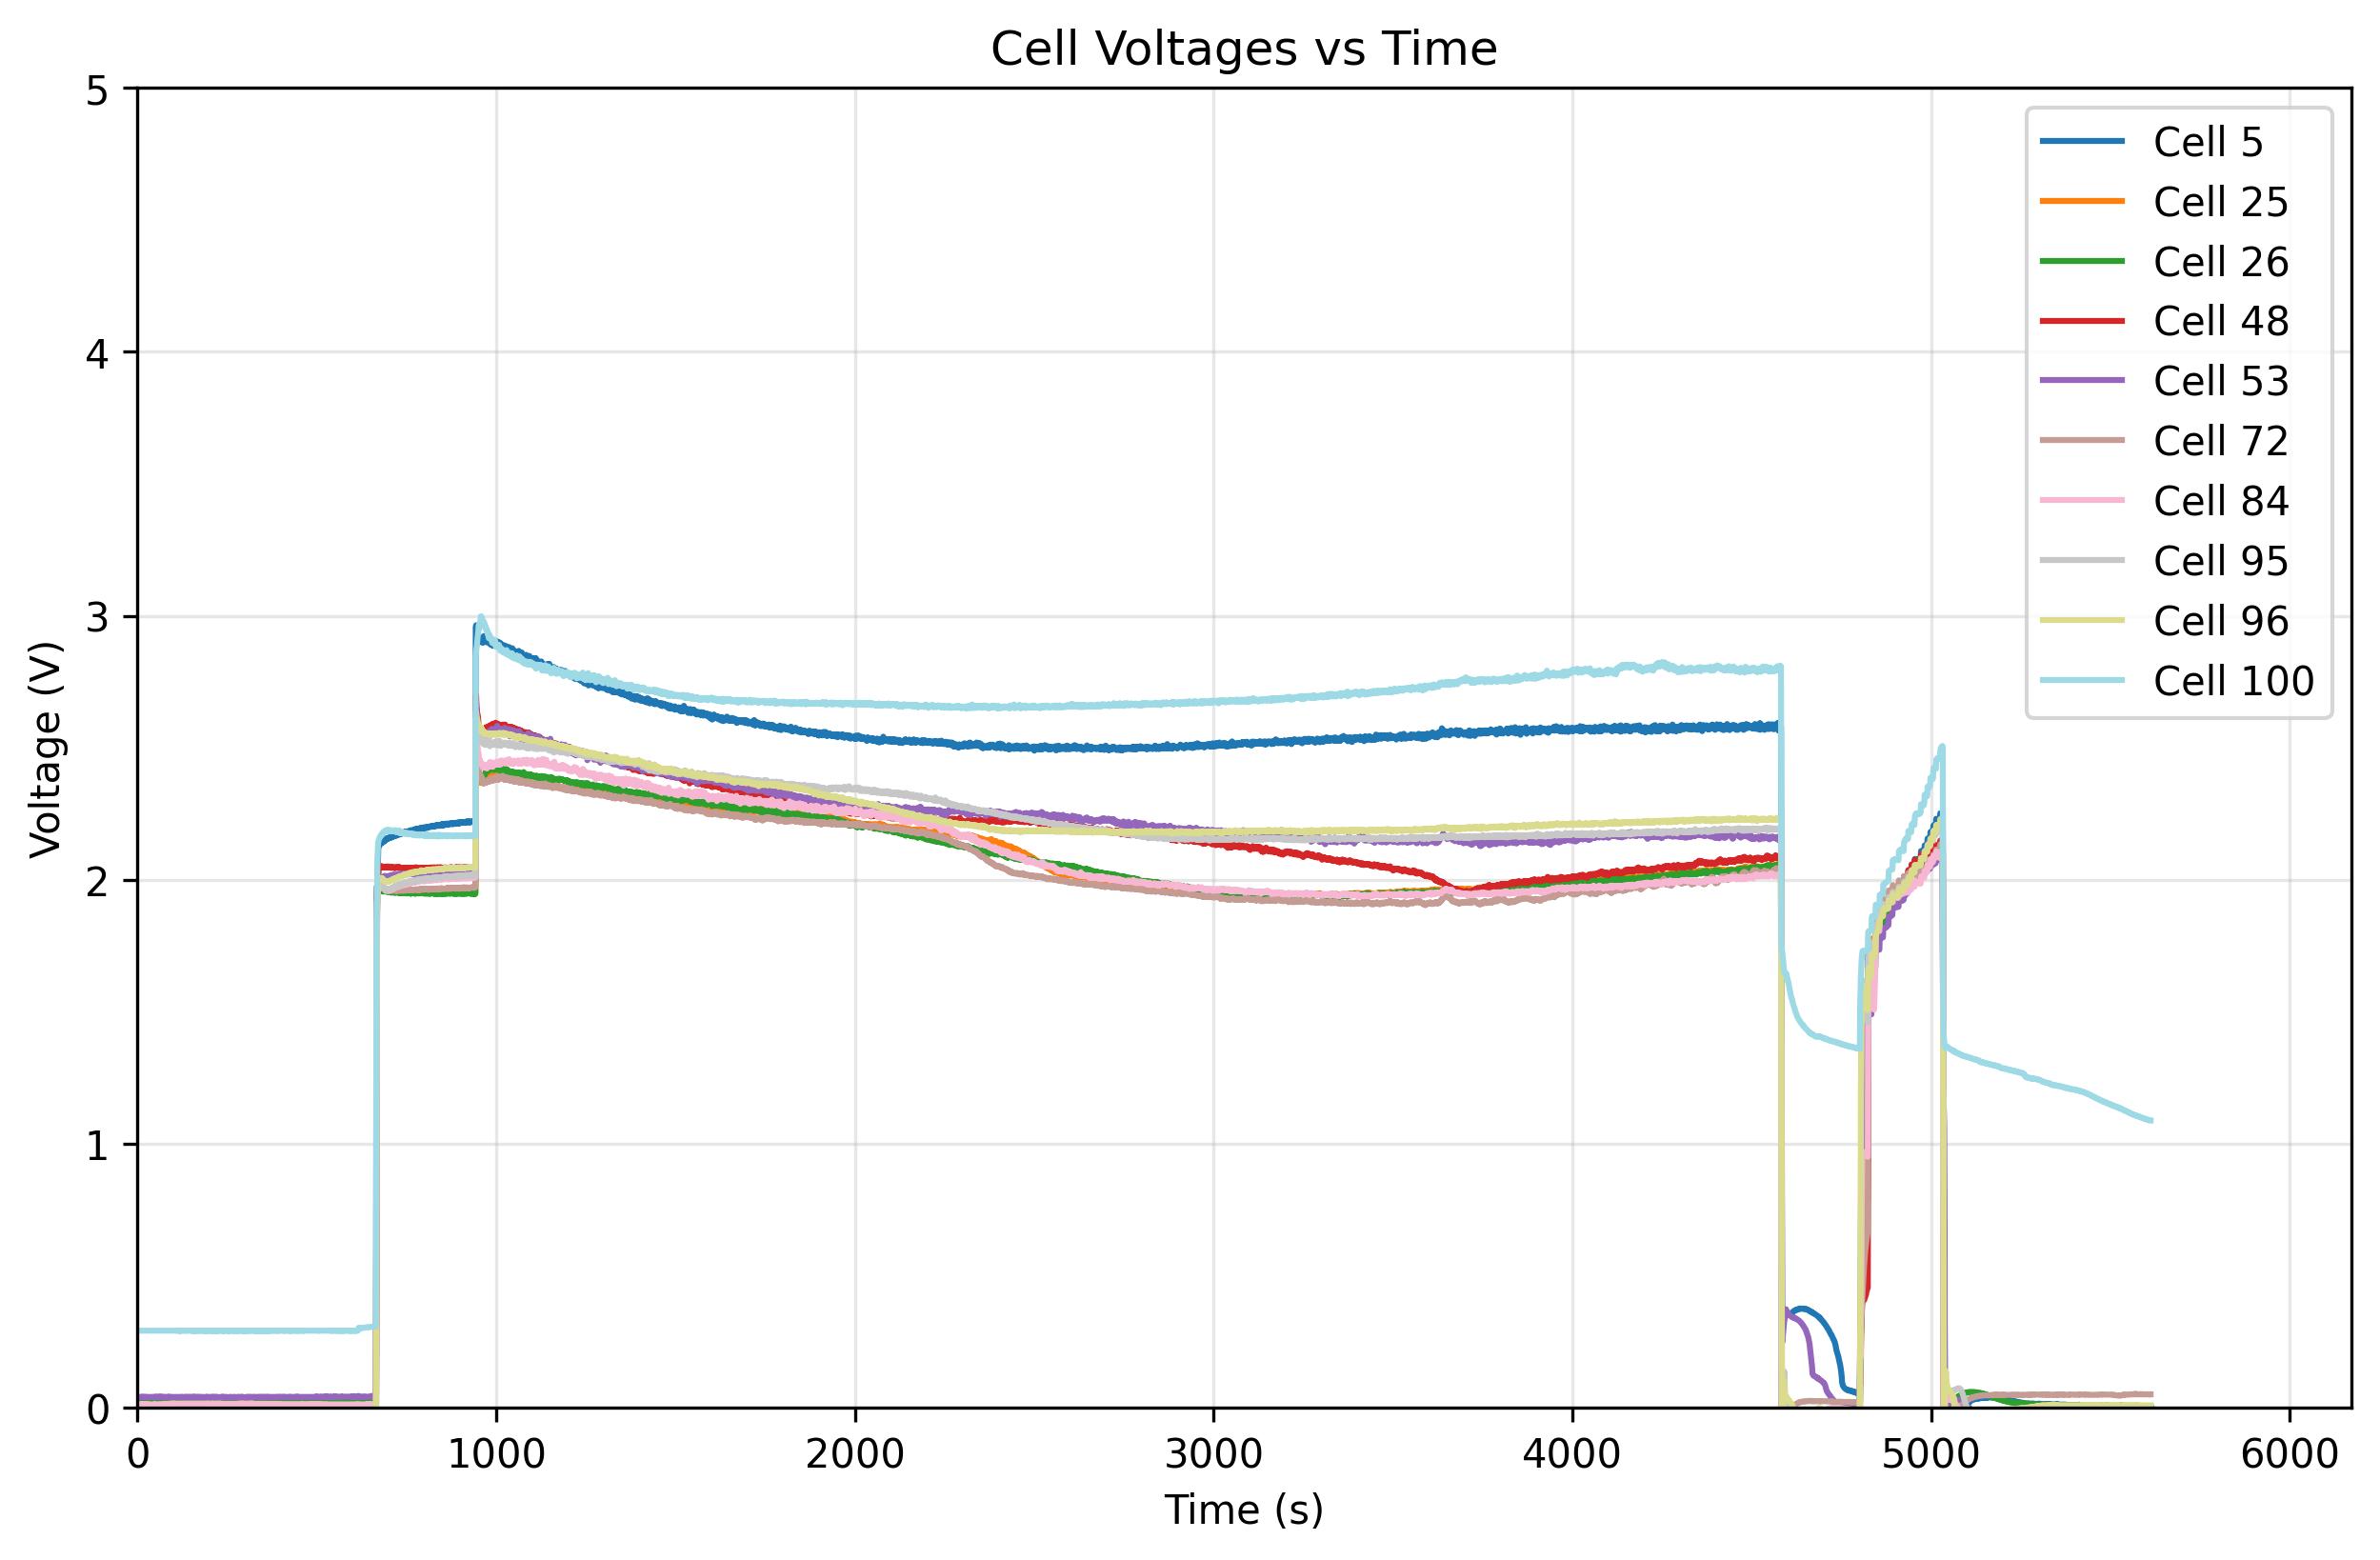 Cell Voltages vs Time
5
4
3
2
1
0
Voltage (V)
0 1000 2000 3000 4000 5000 6000
Time (s)
Cell 5
Cell 25
Cell 26
Cell 48
Cell 53
Cell 72
Cell 84
Cell 95
Cell 96
Cell 100